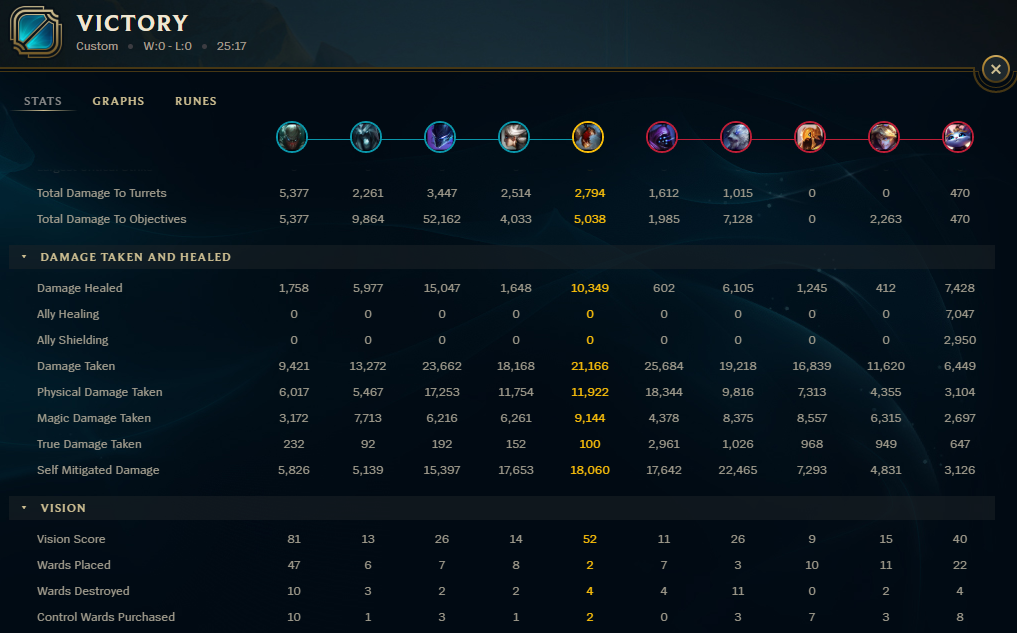 VICTORY
Custom • W:0 - L:0 • 25:17
STATS GRAPHS RUNES
Total Damage To Turrets 5,377 2,261 3,447 2,514 2,794 1,612 1,015 0 0 470
Total Damage To Objectives 5,377 9,864 52,162 4,033 5,038 1,985 7,128 0 2,263 470
DAMAGE TAKEN AND HEALED
Damage Healed 1,758 5,977 15,047 1,648 10,349 602 6,105 1,245 412 7,428
Ally Healing 0 0 0 0 0 0 0 0 0 7,047
Ally Shielding 0 0 0 0 0 0 0 0 0 2,950
Damage Taken 9,421 13,272 23,662 18,168 21,166 25,684 19,218 16,839 11,620 6,449
Physical Damage Taken 6,017 5,467 17,253 11,754 11,922 18,344 9,816 7,313 4,355 3,104
Magic Damage Taken 3,172 7,713 6,216 6,261 9,144 4,378 8,375 8,557 6,315 2,697
True Damage Taken 232 92 192 152 100 2,961 1,026 968 949 647
Self Mitigated Damage 5,826 5,139 15,397 17,653 18,060 17,642 22,465 7,293 4,831 3,126
VISION
Vision Score 81 13 26 14 52 11 26 9 15 40
Wards Placed 47 6 7 8 2 7 3 10 11 22
Wards Destroyed 10 3 2 2 4 4 11 0 2 4
Control Wards Purchased 10 1 3 1 2 0 3 7 3 8